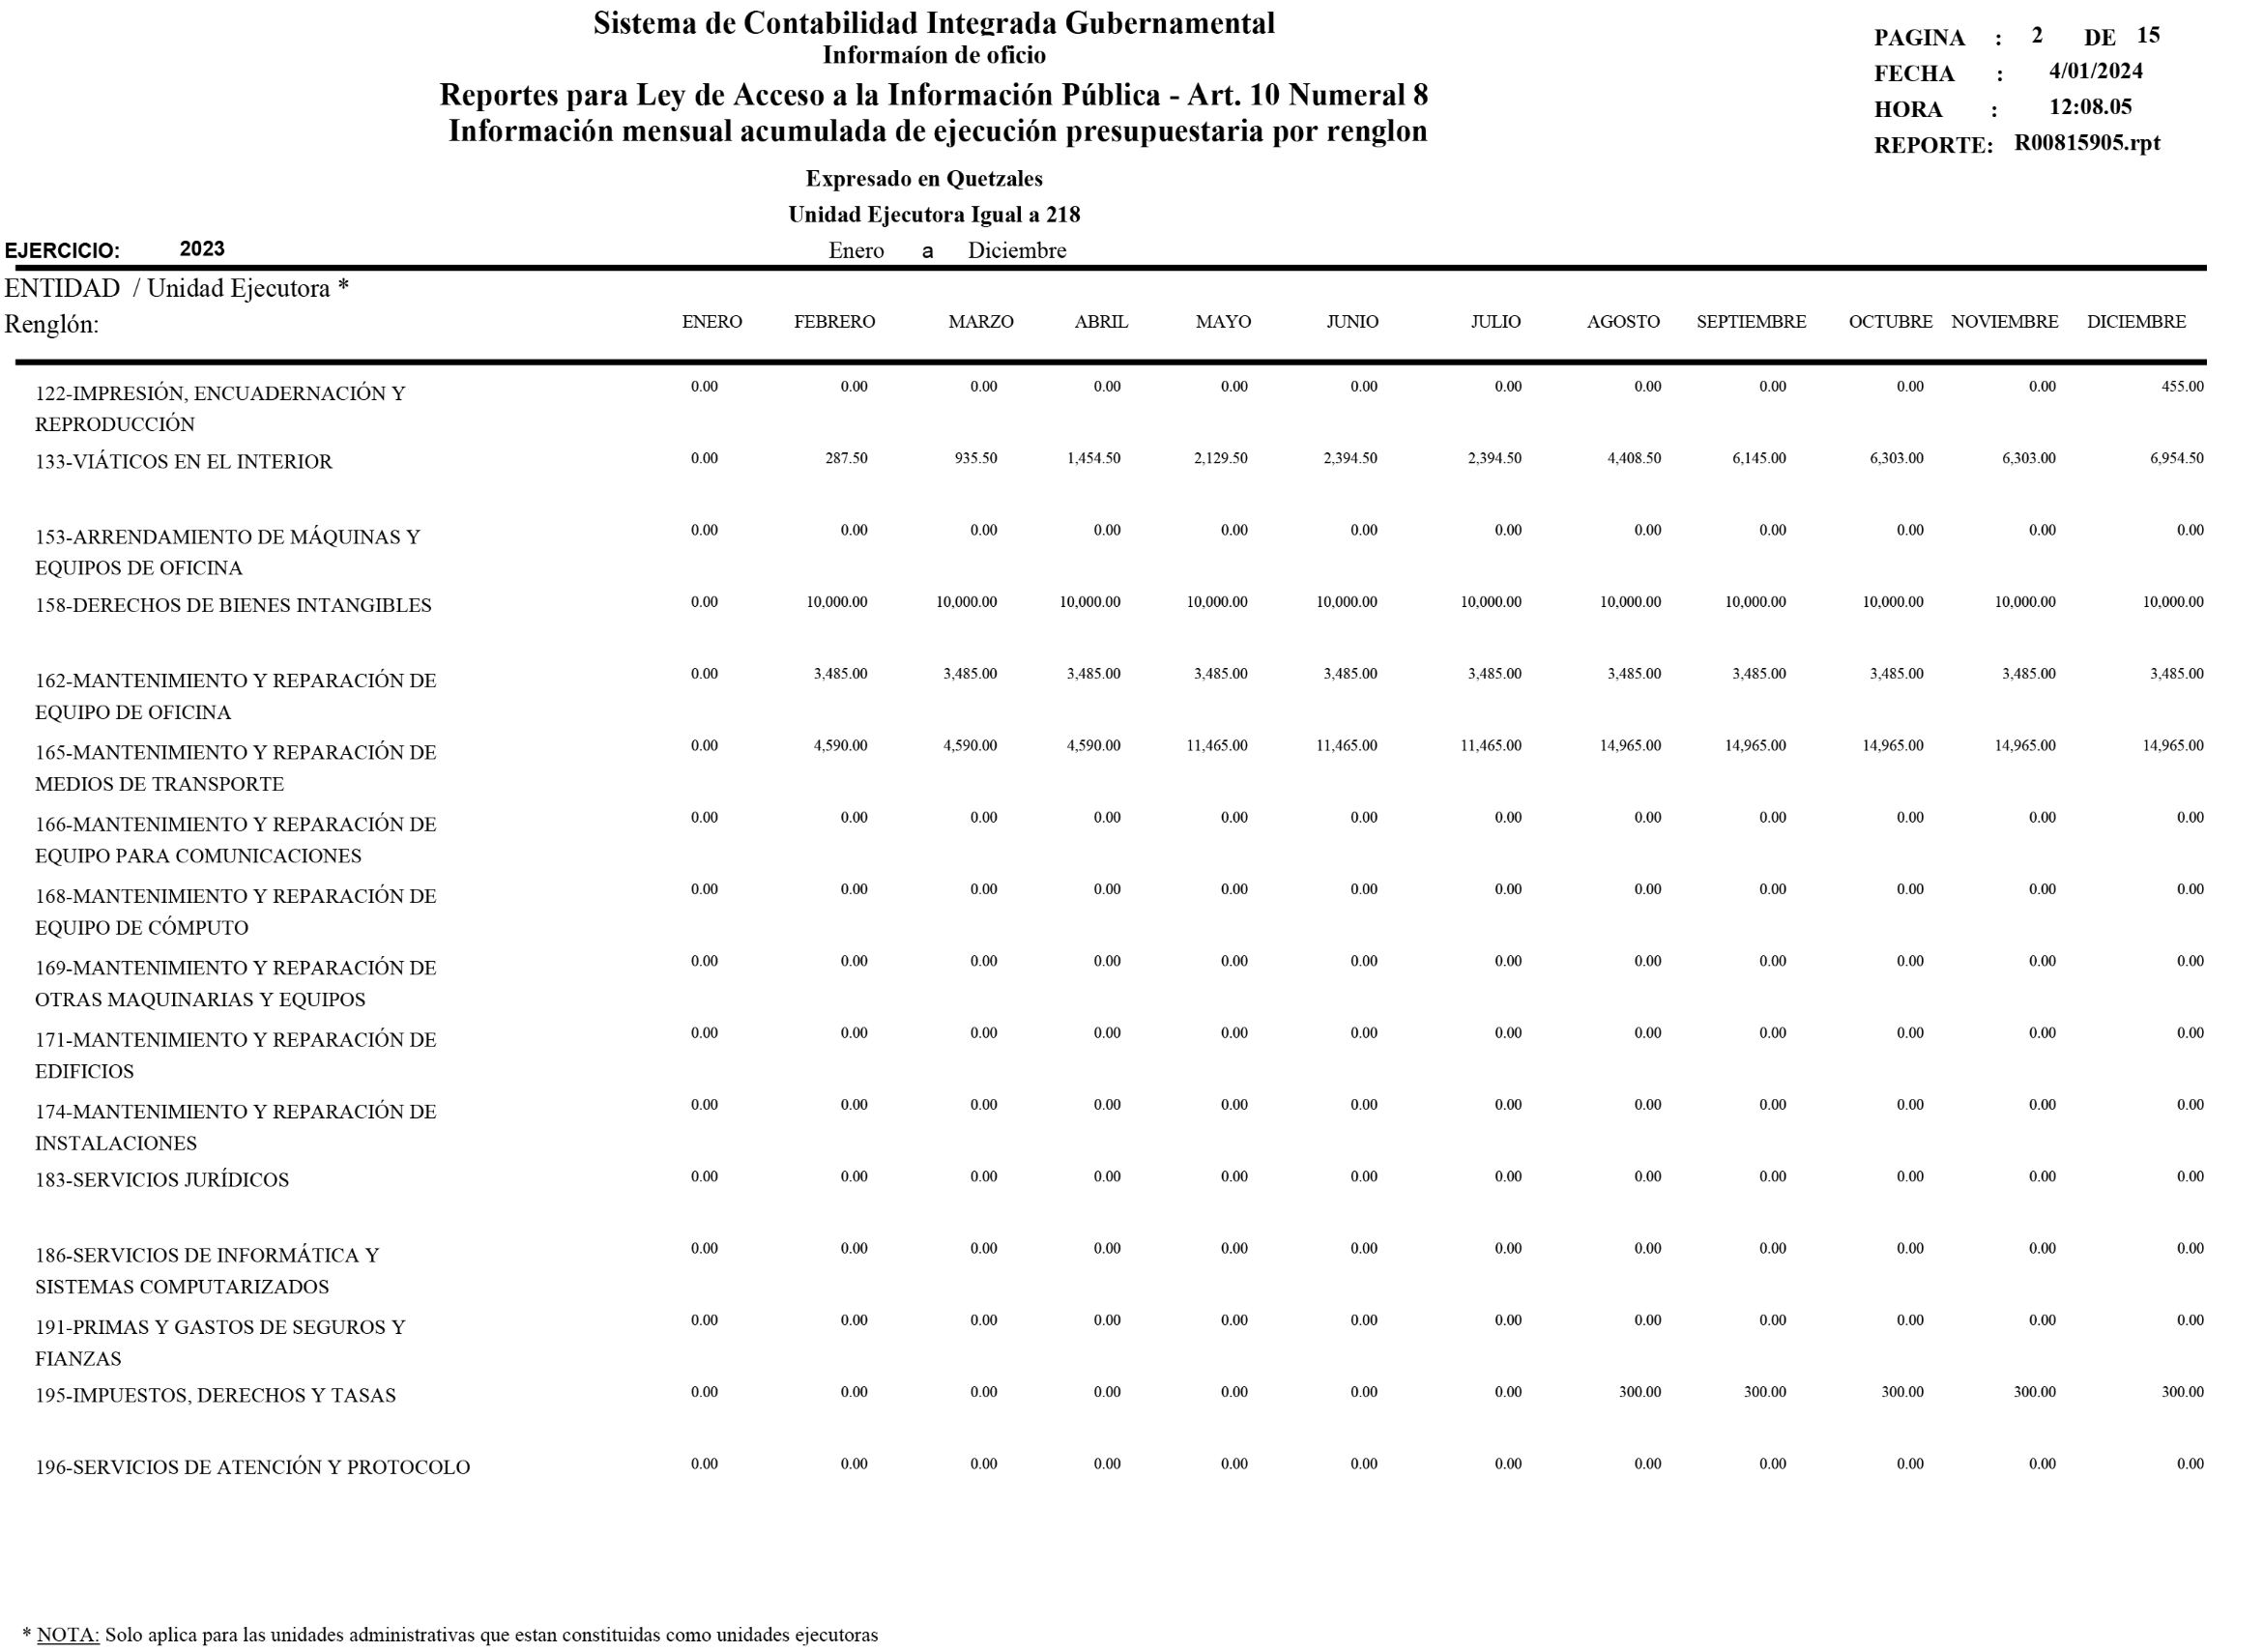 Sistema de Contabilidad Integrada Gubernamental
Informaíon de oficio
Reportes para Ley de Acceso a la Información Pública - Art. 10 Numeral 8
Información mensual acumulada de ejecución presupuestaria por renglon
Expresado en Quetzales
Unidad Ejecutora Igual a 218
PAGINA : 2 DE 15
FECHA : 4/01/2024
HORA : 12:08.05
REPORTE: R00815905.rpt
EJERCICIO: 2023 Enero a Diciembre
ENTIDAD / Unidad Ejecutora *
Renglón: ENERO FEBRERO MARZO ABRIL MAYO JUNIO JULIO AGOSTO SEPTIEMBRE OCTUBRE NOVIEMBRE DICIEMBRE
122-IMPRESIÓN, ENCUADERNACIÓN Y 0.00 0.00 0.00 0.00 0.00 0.00 0.00 0.00 0.00 0.00 0.00 455.00
REPRODUCCIÓN
133-VIÁTICOS EN EL INTERIOR 0.00 287.50 935.50 1,454.50 2,129.50 2,394.50 2,394.50 4,408.50 6,145.00 6,303.00 6,303.00 6,954.50
153-ARRENDAMIENTO DE MÁQUINAS Y 0.00 0.00 0.00 0.00 0.00 0.00 0.00 0.00 0.00 0.00 0.00 0.00
EQUIPOS DE OFICINA
158-DERECHOS DE BIENES INTANGIBLES 0.00 10,000.00 10,000.00 10,000.00 10,000.00 10,000.00 10,000.00 10,000.00 10,000.00 10,000.00 10,000.00 10,000.00
162-MANTENIMIENTO Y REPARACIÓN DE 0.00 3,485.00 3,485.00 3,485.00 3,485.00 3,485.00 3,485.00 3,485.00 3,485.00 3,485.00 3,485.00 3,485.00
EQUIPO DE OFICINA
165-MANTENIMIENTO Y REPARACIÓN DE 0.00 4,590.00 4,590.00 4,590.00 11,465.00 11,465.00 11,465.00 14,965.00 14,965.00 14,965.00 14,965.00 14,965.00
MEDIOS DE TRANSPORTE
166-MANTENIMIENTO Y REPARACIÓN DE 0.00 0.00 0.00 0.00 0.00 0.00 0.00 0.00 0.00 0.00 0.00 0.00
EQUIPO PARA COMUNICACIONES
168-MANTENIMIENTO Y REPARACIÓN DE 0.00 0.00 0.00 0.00 0.00 0.00 0.00 0.00 0.00 0.00 0.00 0.00
EQUIPO DE CÓMPUTO
169-MANTENIMIENTO Y REPARACIÓN DE 0.00 0.00 0.00 0.00 0.00 0.00 0.00 0.00 0.00 0.00 0.00 0.00
OTRAS MAQUINARIAS Y EQUIPOS
171-MANTENIMIENTO Y REPARACIÓN DE 0.00 0.00 0.00 0.00 0.00 0.00 0.00 0.00 0.00 0.00 0.00 0.00
EDIFICIOS
174-MANTENIMIENTO Y REPARACIÓN DE 0.00 0.00 0.00 0.00 0.00 0.00 0.00 0.00 0.00 0.00 0.00 0.00
INSTALACIONES
183-SERVICIOS JURÍDICOS 0.00 0.00 0.00 0.00 0.00 0.00 0.00 0.00 0.00 0.00 0.00 0.00
186-SERVICIOS DE INFORMÁTICA Y 0.00 0.00 0.00 0.00 0.00 0.00 0.00 0.00 0.00 0.00 0.00 0.00
SISTEMAS COMPUTARIZADOS
191-PRIMAS Y GASTOS DE SEGUROS Y 0.00 0.00 0.00 0.00 0.00 0.00 0.00 0.00 0.00 0.00 0.00 0.00
FIANZAS
195-IMPUESTOS, DERECHOS Y TASAS 0.00 0.00 0.00 0.00 0.00 0.00 0.00 300.00 300.00 300.00 300.00 300.00
196-SERVICIOS DE ATENCIÓN Y PROTOCOLO 0.00 0.00 0.00 0.00 0.00 0.00 0.00 0.00 0.00 0.00 0.00 0.00
* NOTA: Solo aplica para las unidades administrativas que estan constituidas como unidades ejecutoras